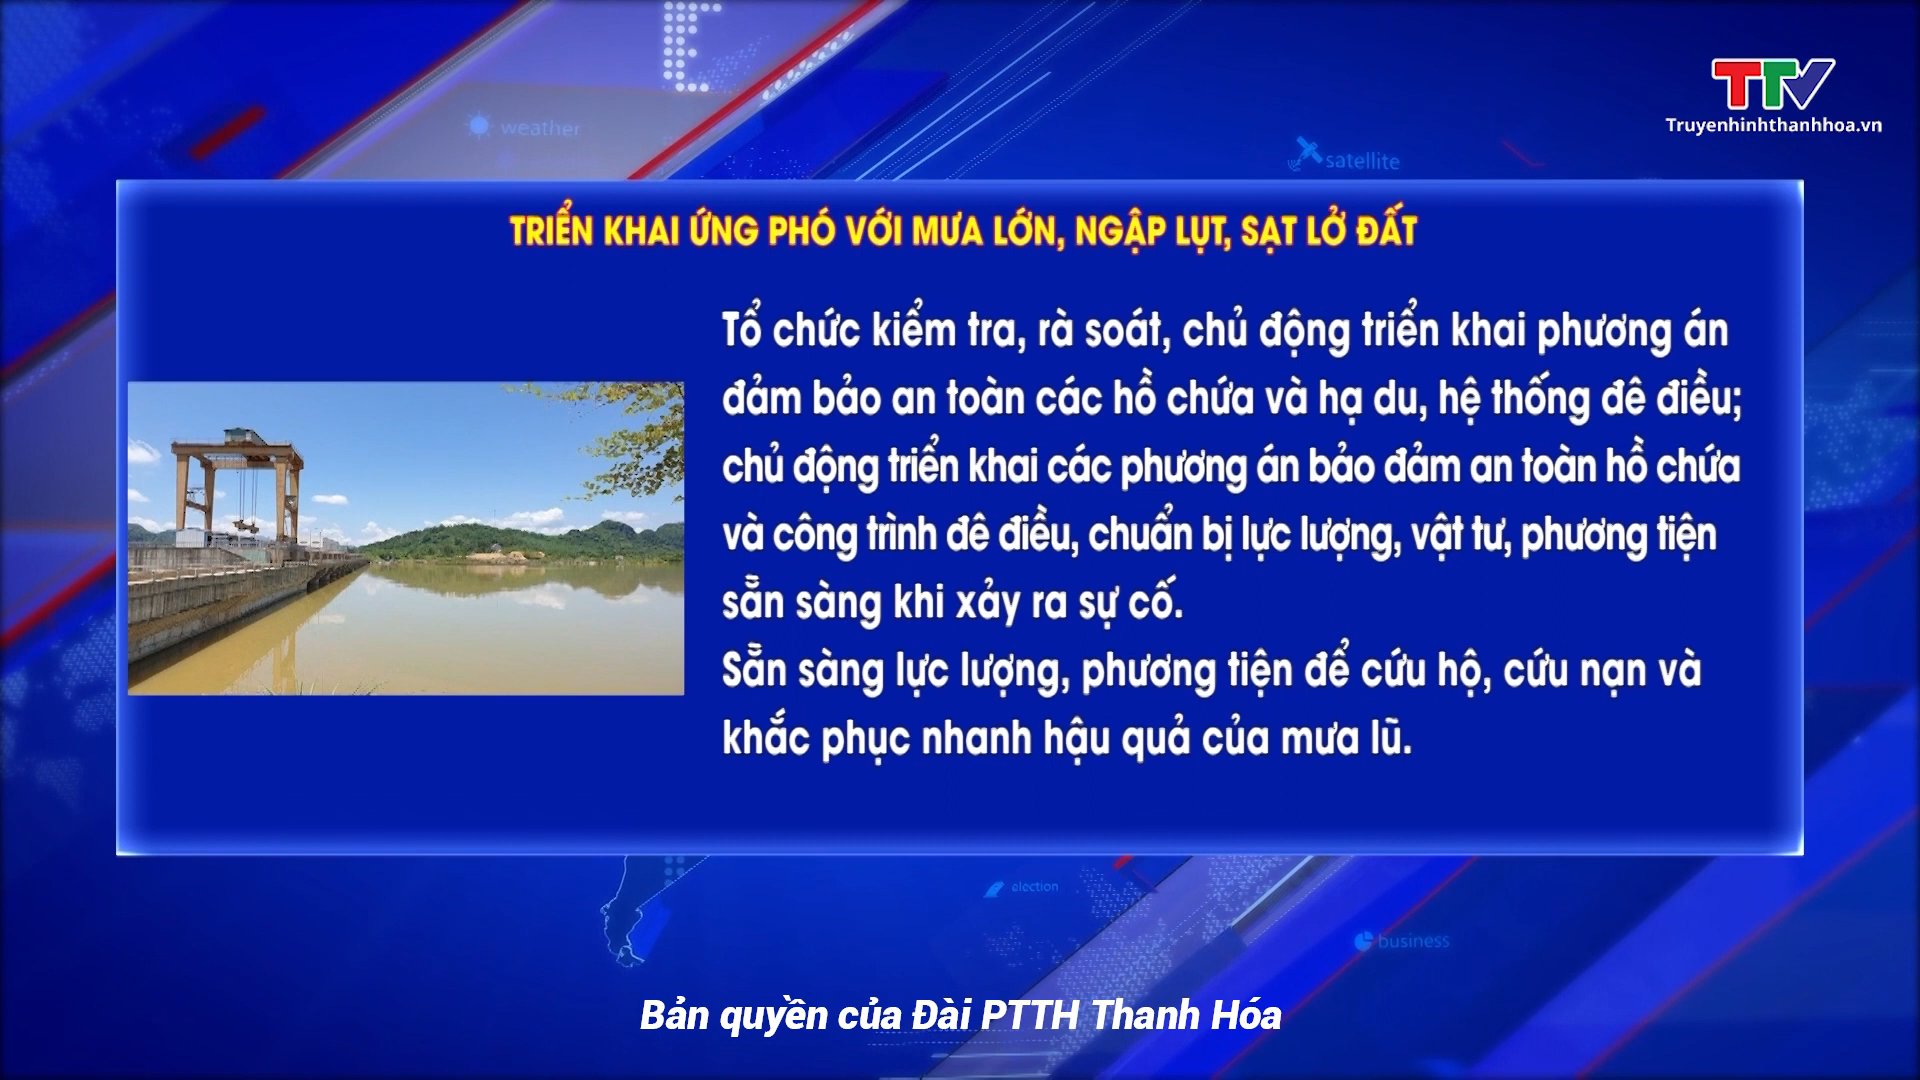 E
weather
TTV
Truyenhinhthanhhoa.vn
satellite
TRIỂN KHAI ỨNG PHÓ VỚI MƯA LỚN, NGẬP LỤT, SẠT LỞ ĐẤT
Tổ chức kiểm tra, rà soát, chủ động triển khai phương án
đảm bảo an toàn các hồ chứa và hạ du, hệ thống đê điều;
chủ động triển khai các phương án bảo đảm an toàn hồ chứa
và công trình đê điều, chuẩn bị lực lượng, vật tư, phương tiện
sẵn sàng khi xảy ra sự cố.
Sẵn sàng lực lượng, phương tiện để cứu hộ, cứu nạn và
khắc phục nhanh hậu quả của mưa lũ.
election
business
Bản quyền của Đài PTTH Thanh Hóa